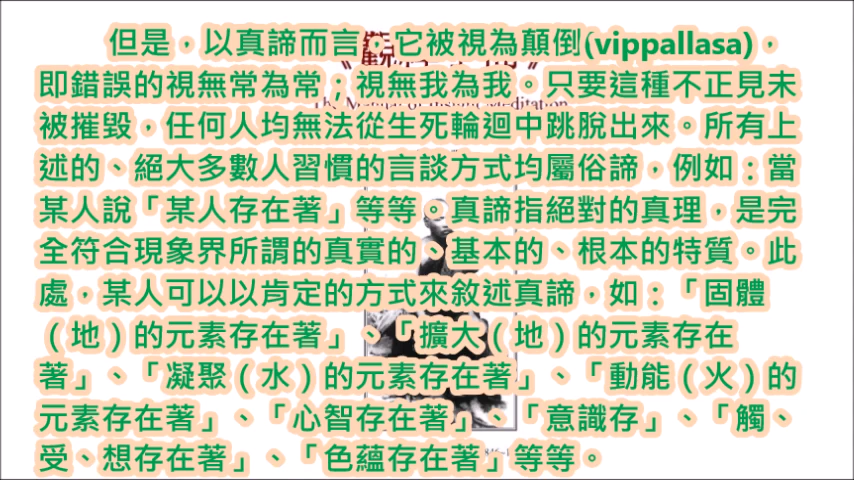 但是，以真諦而言，它被視為顛倒(vippallasa)，
即錯誤的視無常為常；視無我為我。只要這種不正見未
被摧毀，任何人均無法從生死輪迴中跳脫出來。所有上
述的、絕大多數人習慣的言談方式均屬俗諦，例如：當
某人說「某人存在著」等等。真諦指絕對的真理，是完
全符合現象界所謂的真實的、基本的、根本的特質。此
處，某人可以以肯定的方式來敘述真諦，如：「固體
（地）的元素存在著」、「擴大（地）的元素存在
著」、「凝聚（水）的元素存在著」、「動能（火）的
元素存在著」、「心智存在著」、「意識存」、「觸、
受、想存在著」、「色蘊存在著」等等。